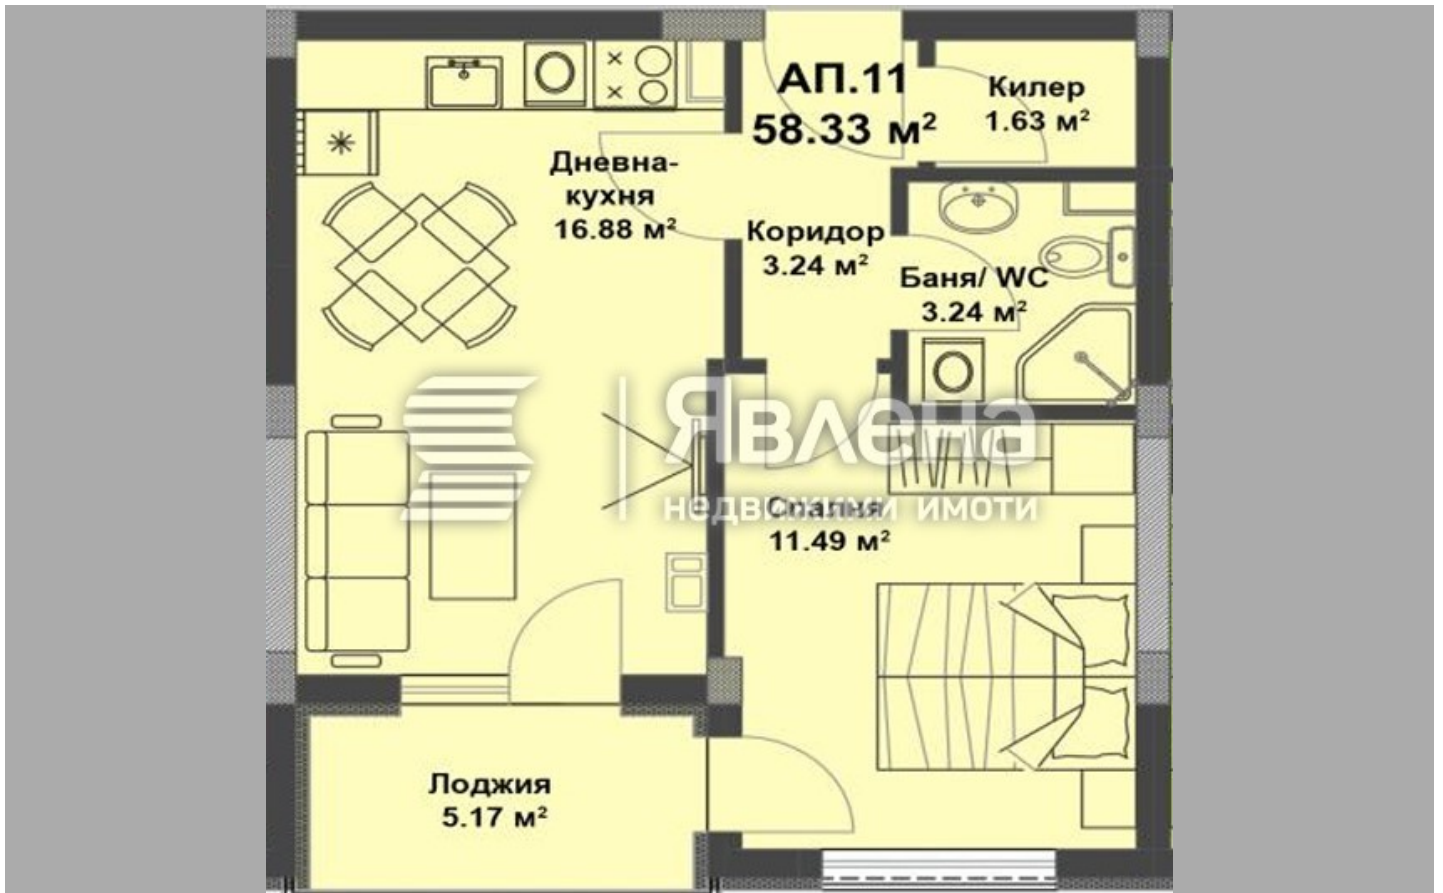 АП.11
58.33 м²
Килер
1.63 м²
Дневна-
кухня
16.88 м²
Коридор
3.24 м²
Баня/ WC
3.24 м²
Явлена
недвижими имоти
Спалня
11.49 м²
Лоджия
5.17 м²